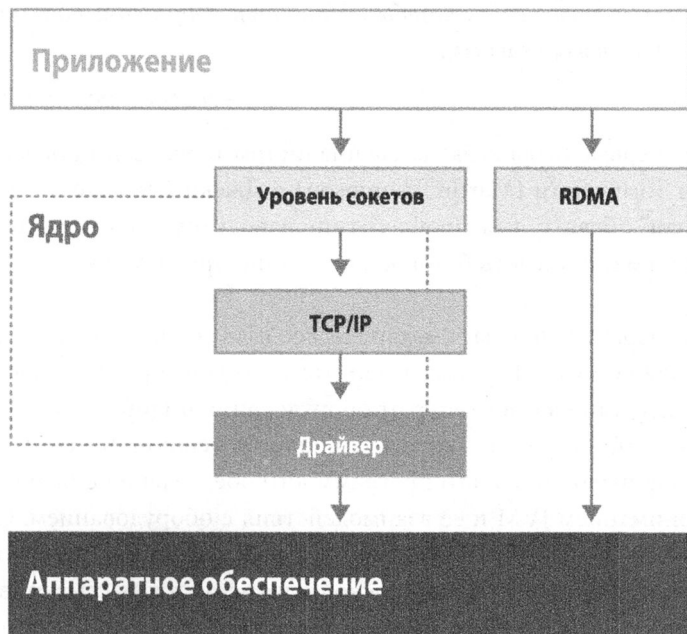 Приложение
Уровень сокетов
RDMA
Ядро
TCP/IP
Драйвер
Аппаратное обеспечение